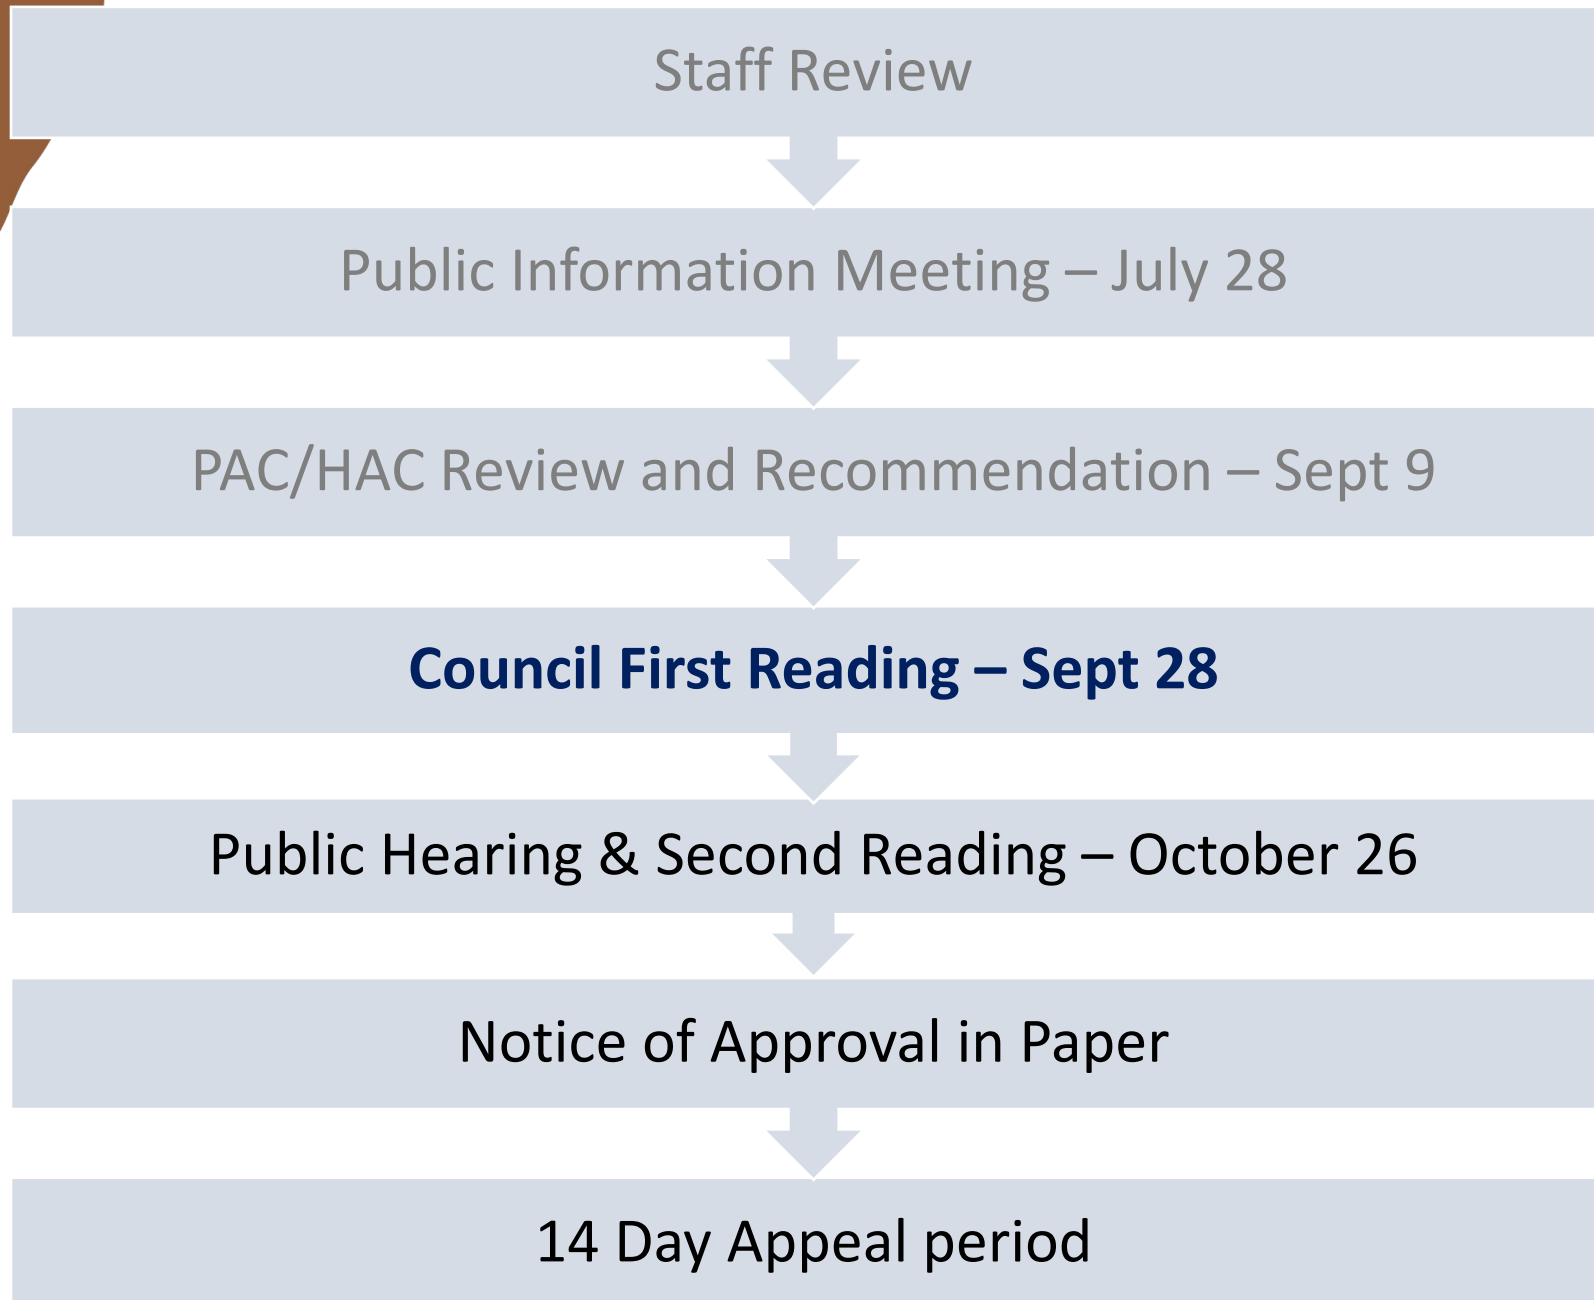 Staff Review
Public Information Meeting – July 28
PAC/HAC Review and Recommendation – Sept 9
Council First Reading – Sept 28
Public Hearing & Second Reading – October 26
Notice of Approval in Paper
14 Day Appeal period